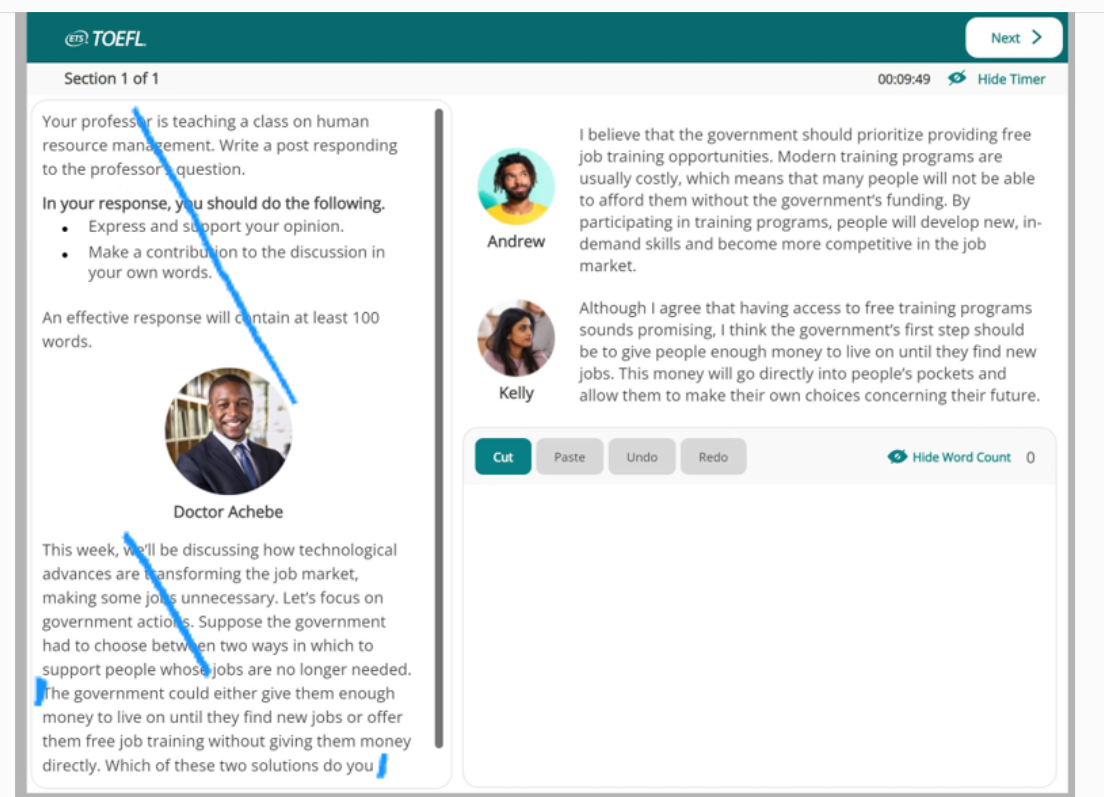 ETS TOEFL.
Next
Section 1 of 1
00:09:49 Hide Timer
Your professor is teaching a class on human
resource management. Write a post responding
to the professor's question.
In your response, you should do the following.
• Express and support your opinion.
• Make a contribution to the discussion in
your own words.
An effective response will contain at least 100
words.
Doctor Achebe
This week, we'll be discussing how technological
advances are transforming the job market,
making some jobs unnecessary. Let's focus on
government actions. Suppose the government
had to choose between two ways in which to
support people whose jobs are no longer needed.
The government could either give them enough
money to live on until they find new jobs or offer
them free job training without giving them money
directly. Which of these two solutions do you
I believe that the government should prioritize providing free
job training opportunities. Modern training programs are
usually costly, which means that many people will not be able
to afford them without the government's funding. By
participating in training programs, people will develop new, in-
demand skills and become more competitive in the job
market.
Andrew
Although I agree that having access to free training programs
sounds promising, I think the government's first step should
be to give people enough money to live on until they find new
jobs. This money will go directly into people's pockets and
allow them to make their own choices concerning their future.
Kelly
Cut Paste Undo Redo Hide Word Count 0